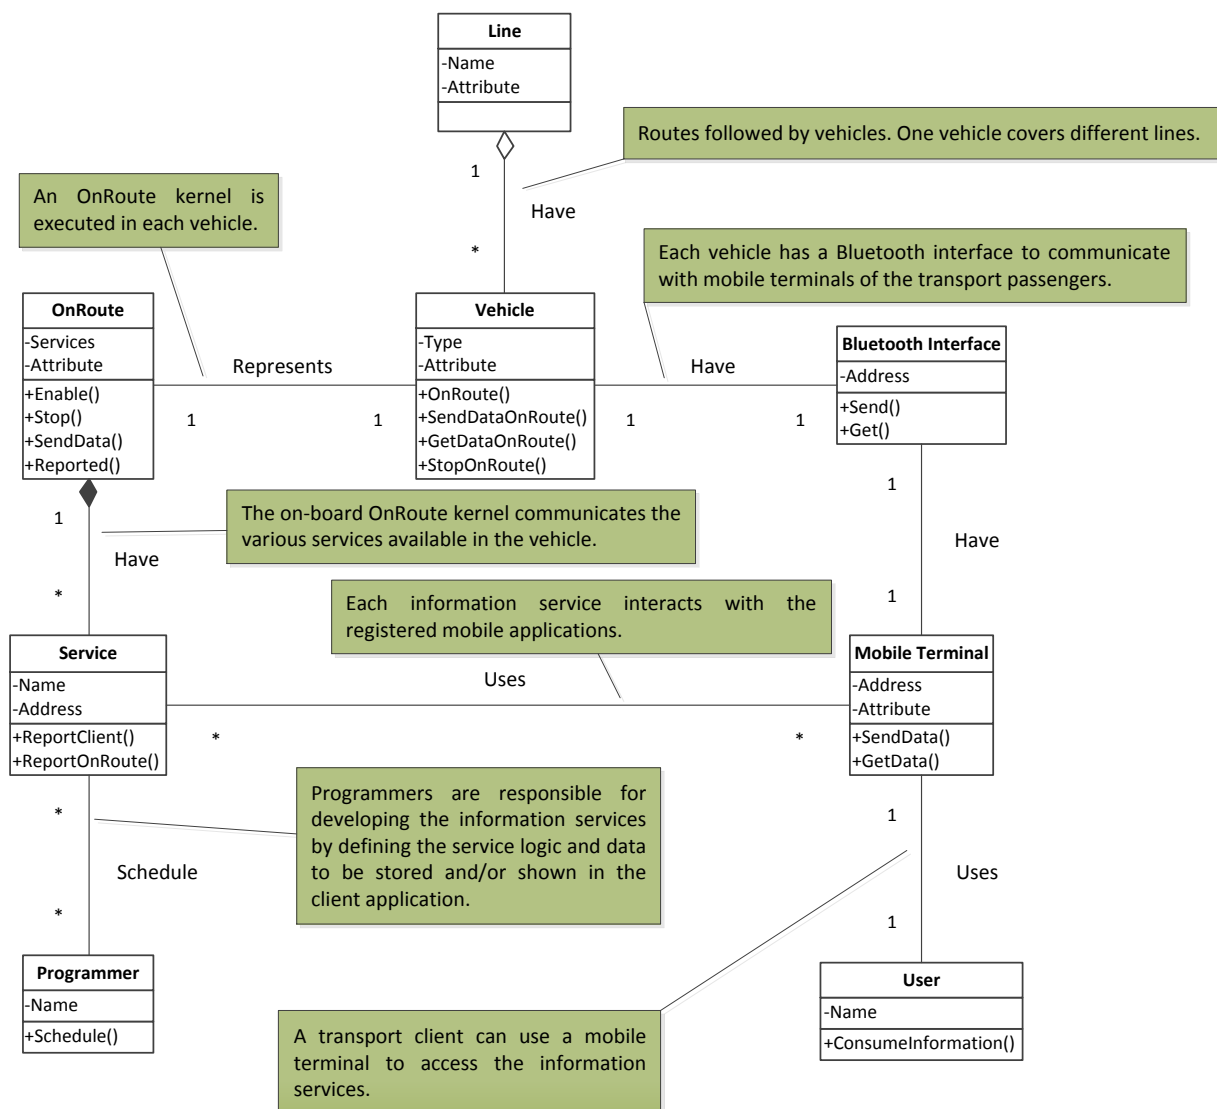 Line
-Name
-Attribute
Routes followed by vehicles. One vehicle covers different lines.
1
Have
*
An OnRoute kernel is
executed in each vehicle.
Each vehicle has a Bluetooth interface to communicate
with mobile terminals of the transport passengers.
OnRoute
-Services
-Attribute
+Enable()
+Stop()
+SendData()
+Reported()
Represents
1
1
Vehicle
-Type
-Attribute
+OnRoute()
+SendDataOnRoute()
+GetDataOnRoute()
+StopOnRoute()
Have
1
1
Bluetooth Interface
-Address
+Send()
+Get()
1
Have
*
The on-board OnRoute kernel communicates the
various services available in the vehicle.
1
Have
1
Each information service interacts with the
registered mobile applications.
Service
-Name
-Address
+ReportClient()
+ReportOnRoute()
Uses
*
*
Mobile Terminal
-Address
-Attribute
+SendData()
+GetData()
*
Schedule
*
Programmers are responsible for
developing the information services
by defining the service logic and data
to be stored and/or shown in the
client application.
1
Uses
1
Programmer
-Name
+Schedule()
A transport client can use a mobile
terminal to access the information
services.
User
-Name
+ConsumeInformation()